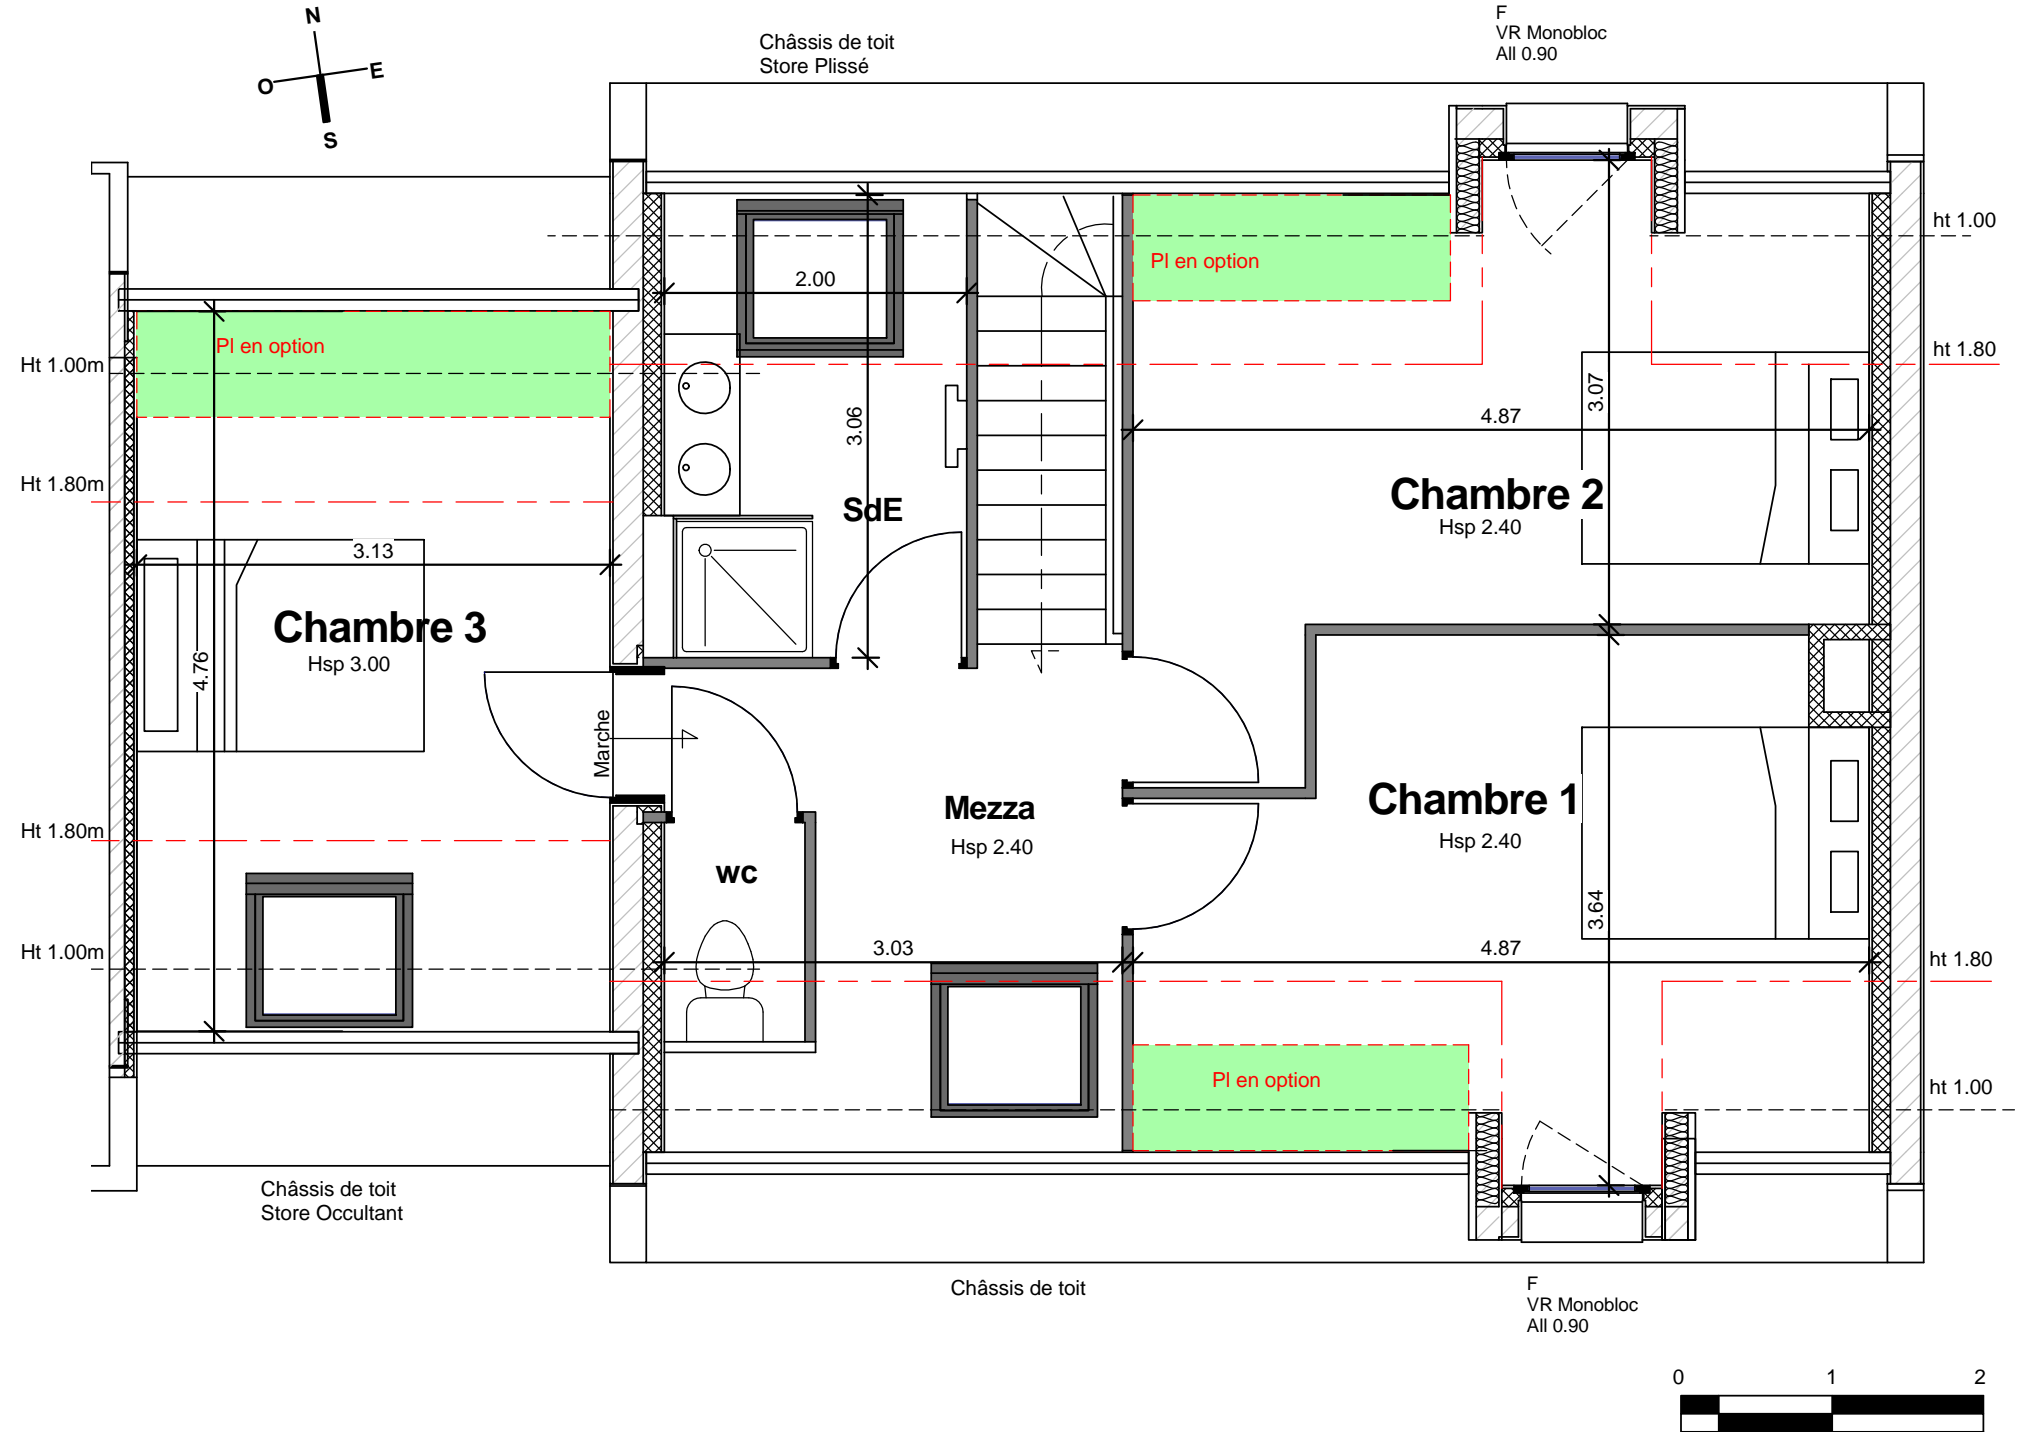 N
O
E
S
Châssis de toit
Store Plissé
F
VR Monobloc
All 0.90
ht 1.00
Pl en option
2.00
Pl en option
Ht 1.00m
ht 1.80
3.07
4.87
3.06
Ht 1.80m
Chambre 2
Hsp 2.40
SdE
3.13
Chambre 3
Hsp 3.00
4.76
Marche
Chambre 1
Hsp 2.40
Mezza
Hsp 2.40
Ht 1.80m
wc
3.64
3.03
4.87
Ht 1.00m
ht 1.80
Pl en option
ht 1.00
Châssis de toit
Store Occultant
Châssis de toit
F
VR Monobloc
All 0.90
0 1 2